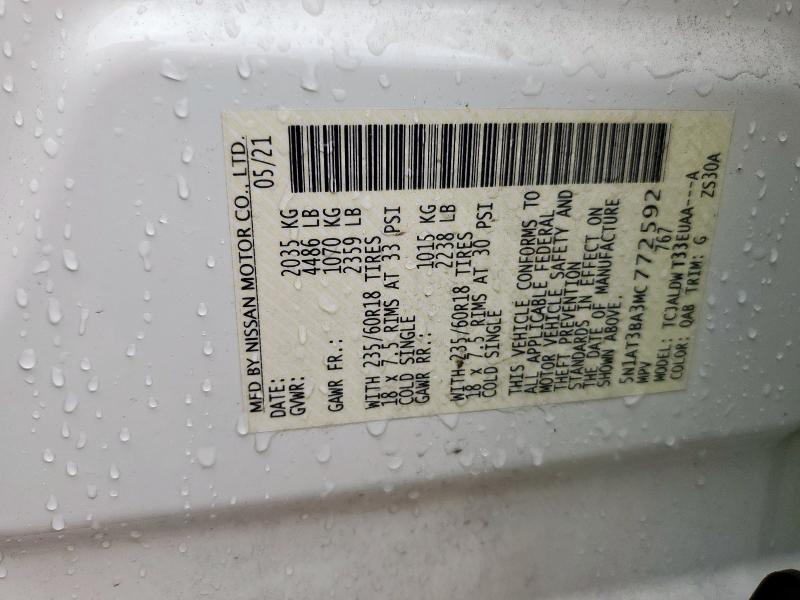 MFD BY NISSAN MOTOR CO., LTD.
DATE: 05/21
GVWR: 2035 KG
4486 LB
GAWR FR.: 1070 KG
2359 LB
WITH 235/60R18 TIRES
18 X 7.5 RIMS AT 33 PSI
COLD SINGLE
GAWR RR.: 1015 KG
2238 LB
WITH 235/60R18 TIRES
18 X 7.5 RIMS AT 30 PSI
COLD SINGLE
THIS VEHICLE CONFORMS TO
ALL APPLICABLE FEDERAL
MOTOR VEHICLE SAFETY AND
THEFT PREVENTION
STANDARDS IN EFFECT ON
THE DATE OF MANUFACTURE
SHOWN ABOVE.
5N1AT3BA3MC772592
MPV 767
MODEL: TCJALDW T33EUAA---A
COLOR: QAB TRIM: G ZS30A